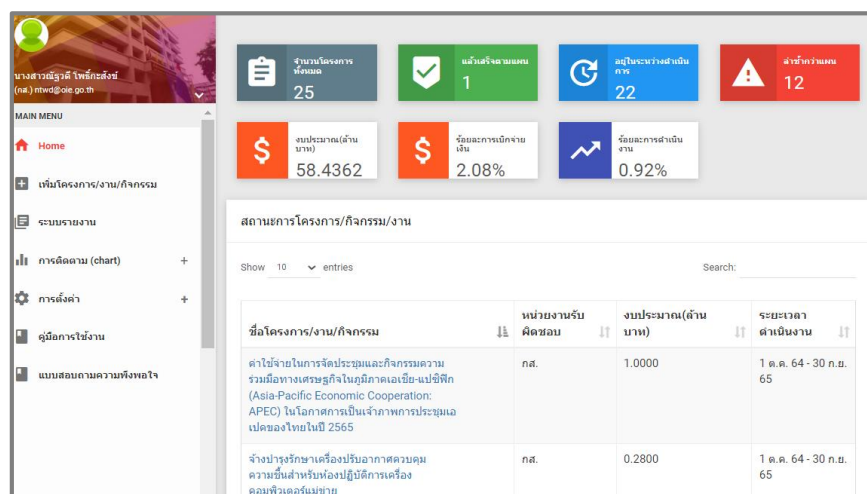 นางสาวณัฐวดี โพธิ์กะสังข์
(กส.) ntwd@oie.go.th
MAIN MENU
Home
เพิ่มโครงการ/งาน/กิจกรรม
ระบบรายงาน
การติดตาม (chart) +
การตั้งค่า +
คู่มือการใช้งาน
แบบสอบถามความพึงพอใจ
จำนวนโครงการ
ทั้งหมด
25
แล้วเสร็จตามแผน
1
อยู่ในระหว่างดำเนิน
การ
22
ล่าช้ากว่าแผน
12
งบประมาณ(ล้าน
บาท)
58.4362
ร้อยละการเบิกจ่าย
เงิน
2.08%
ร้อยละการดำเนิน
งาน
0.92%
สถานะการโครงการ/กิจกรรม/งาน
Show 10 entries
Search:
ชื่อโครงการ/งาน/กิจกรรม
หน่วยงานรับ
ผิดชอบ
งบประมาณ(ล้าน
บาท)
ระยะเวลา
ดำเนินงาน
ค่าใช้จ่ายในการจัดประชุมและกิจกรรมความ
ร่วมมือทางเศรษฐกิจในภูมิภาคเอเชีย-แปซิฟิก
(Asia-Pacific Economic Cooperation:
APEC) ในโอกาศการเป็นเจ้าภาพการประชุมเอ
เปคของไทยในปี 2565
กส.
1.0000
1 ต.ค. 64 - 30 ก.ย.
65
จ้างบำรุงรักษาเครื่องปรับอากาศควบคุม
ความชื้นสำหรับห้องปฏิบัติการเครื่อง
คอมพิวเตอร์แม่ข่าย
กส.
0.2800
1 ต.ค. 64 - 30 ก.ย.
65